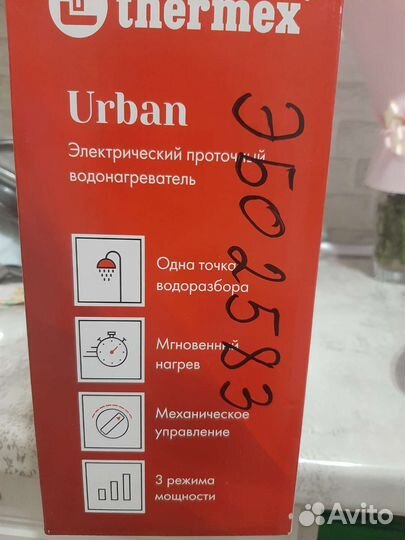 thermex
Urban
Электрический проточный
водонагреватель
Одна точка
водоразбора
Мгновенный
нагрев
Механическое
управление
3 режима
мощности
ЭБ02583
Avito